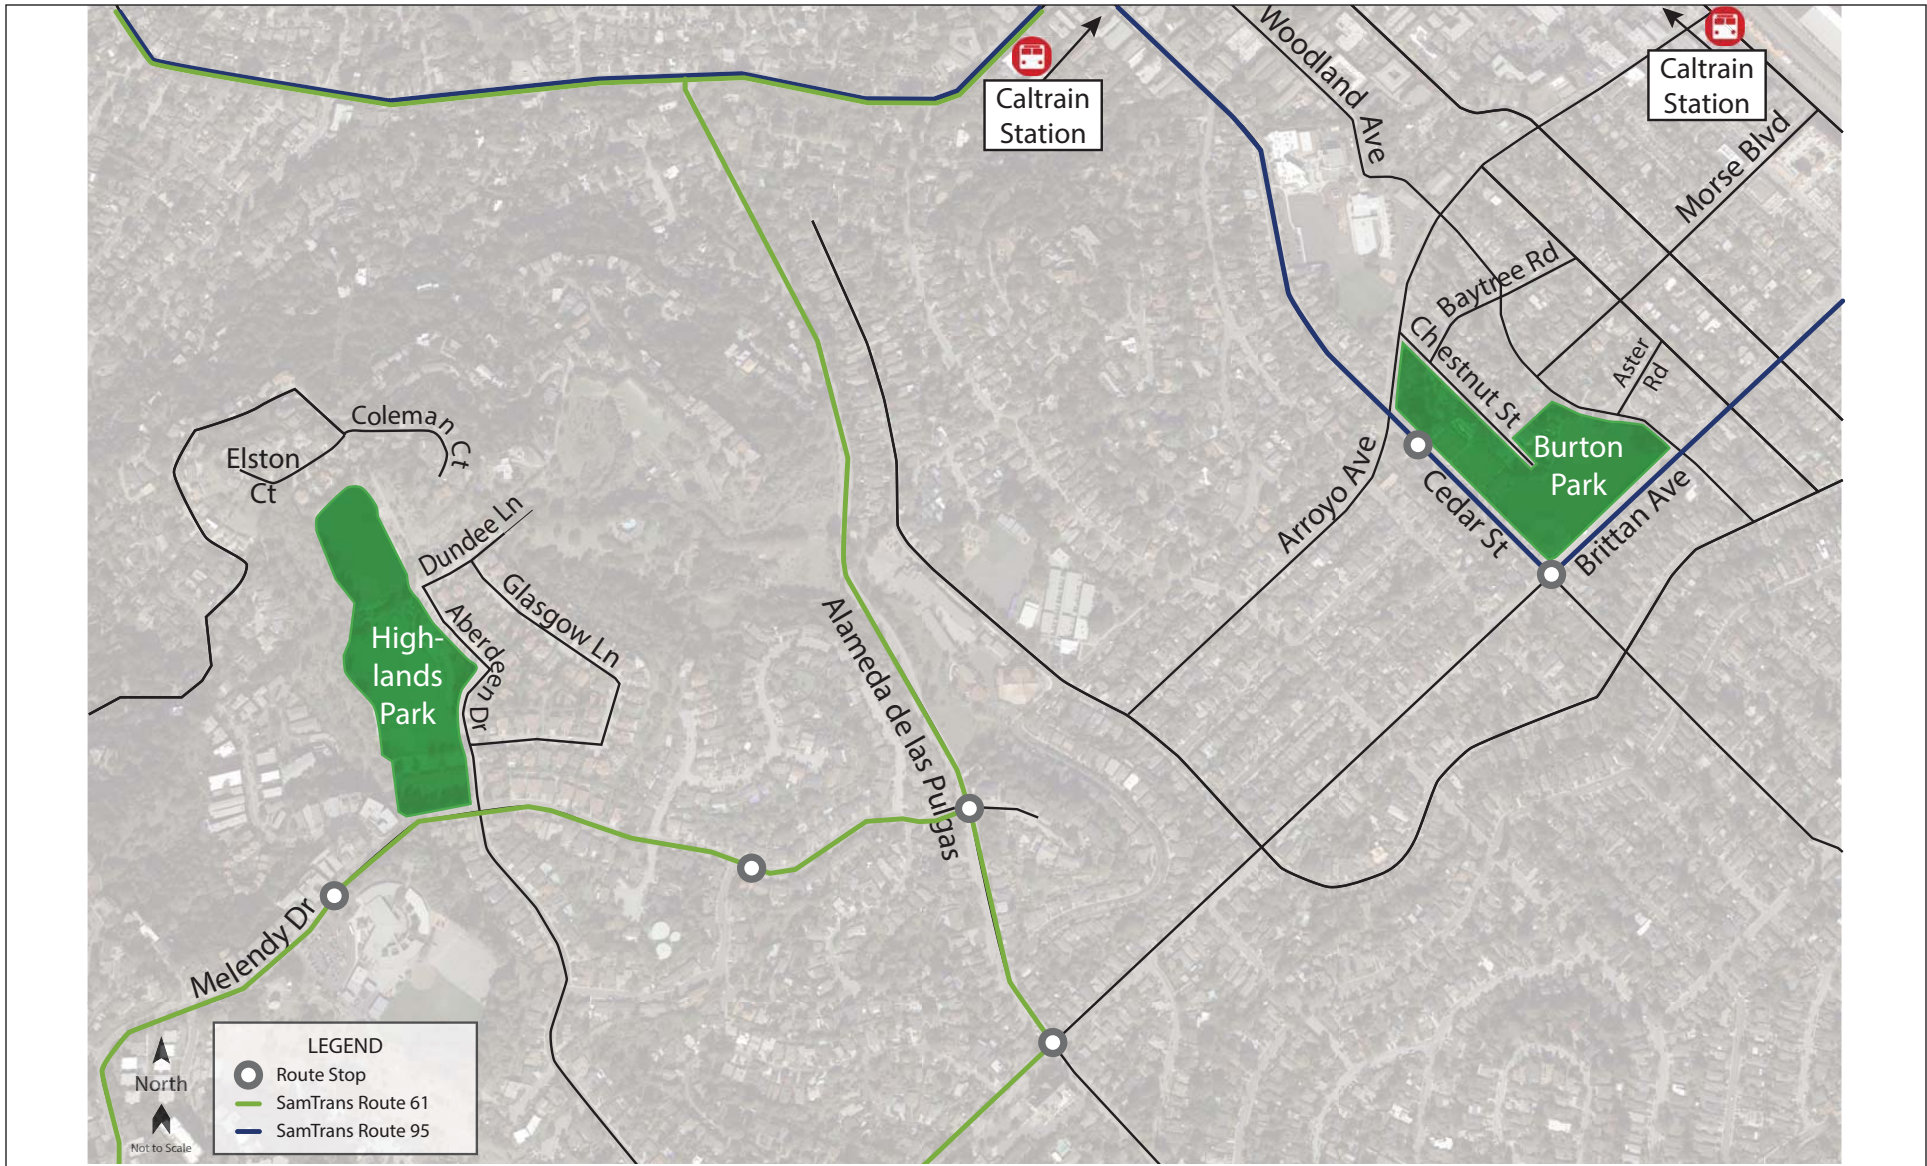 Woodland Ave
Caltrain
Station
Caltrain
Station
Morse Blvd
Baytree Rd
Chestnut St
Aster
Rd
Coleman Ct
Elston
Ct
Burton
Park
Arroyo Ave
Cedar St
Brittan Ave
Dundee Ln
Glasgow Ln
Aberdeen Dr
High-
lands
Park
Alameda de las Pulgas
Melendy Dr
North
Not to Scale
LEGEND
Route Stop
SamTrans Route 61
SamTrans Route 95